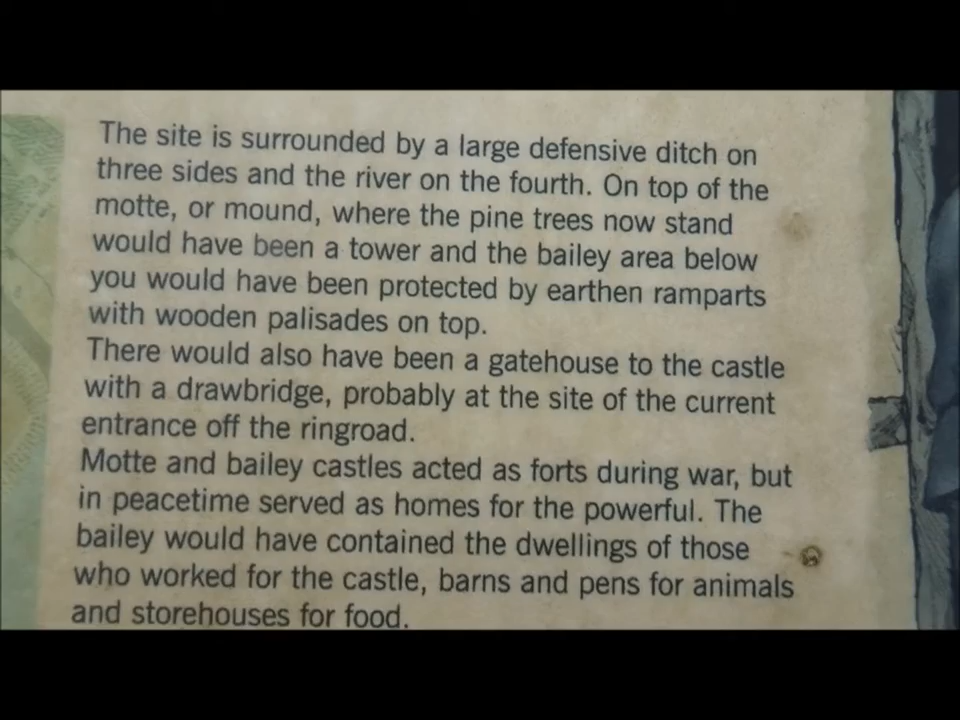 The site is surrounded by a large defensive ditch on
three sides and the river on the fourth. On top of the
motte, or mound, where the pine trees now stand
would have been a tower and the bailey area below
you would have been protected by earthen ramparts
with wooden palisades on top.
There would also have been a gatehouse to the castle
with a drawbridge, probably at the site of the current
entrance off the ringroad.
Motte and bailey castles acted as forts during war, but
in peacetime served as homes for the powerful. The
bailey would have contained the dwellings of those
who worked for the castle, barns and pens for animals
and storehouses for food.